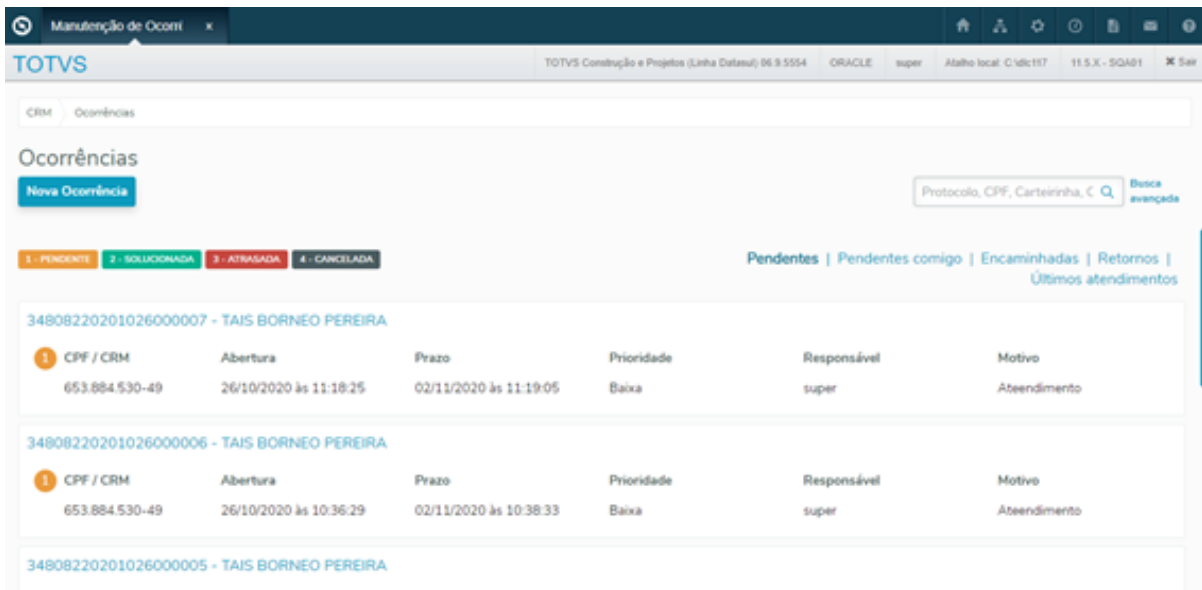 Manutenção de Ocorri x
TOTVS
TOTVS Construção e Projetos (Linha Datasul) 06.9.5554 ORACLE super Atalho local: C:\dlc117 11.5.X - SQA01 Sair
CRM Ocorrências
Ocorrências
Nova Ocorrência
Protocolo, CPF, Carteirinha, C
Busca
avançada
1 - PENDENTE 2 - SOLUCIONADA 3 - ATRASADA 4 - CANCELADA
Pendentes | Pendentes comigo | Encaminhadas | Retornos |
Últimos atendimentos
34808220201026000007 - TAIS BORNEO PEREIRA
1 CPF / CRM Abertura Prazo Prioridade Responsável Motivo
653.884.530-49 26/10/2020 às 11:18:25 02/11/2020 às 11:19:05 Baixa super Ateendimento
34808220201026000006 - TAIS BORNEO PEREIRA
1 CPF / CRM Abertura Prazo Prioridade Responsável Motivo
653.884.530-49 26/10/2020 às 10:36:29 02/11/2020 às 10:38:33 Baixa super Ateendimento
34808220201026000005 - TAIS BORNEO PEREIRA